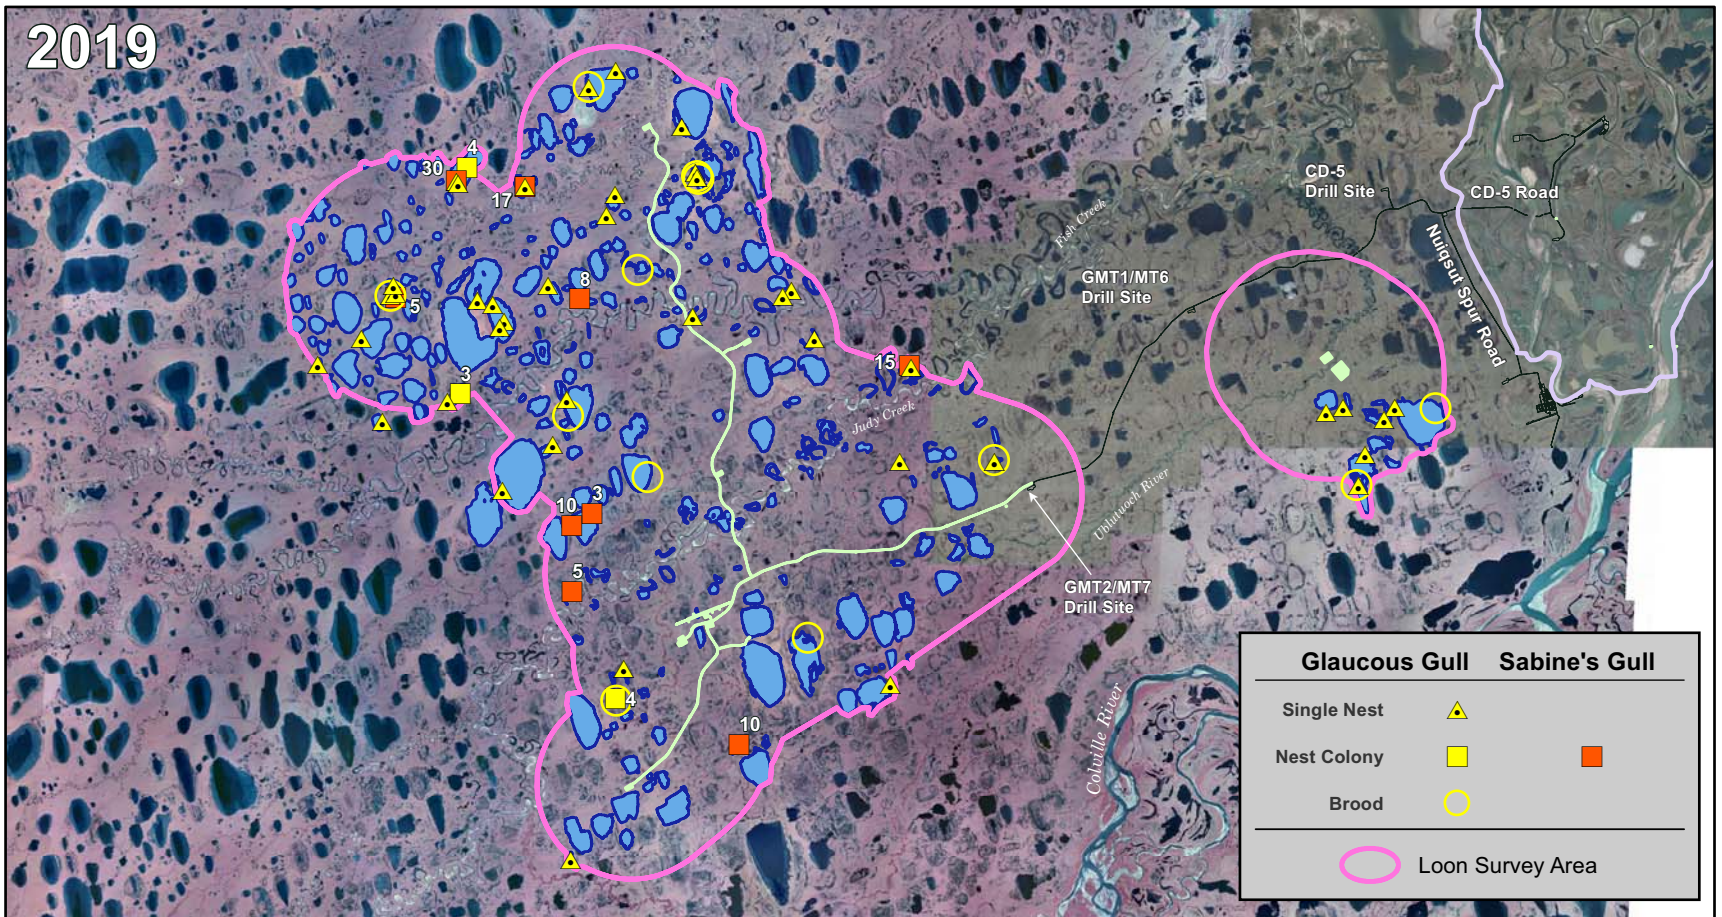 2019
4
30
17
CD-5
Drill Site
CD-5 Road
Fish Creek
Nuiqsut Spur Road
GMT1/MT6
Drill Site
8
5
15
3
Judy Creek
3
10
Ublutuoch River
5
GMT2/MT7
Drill Site
4
10
Colville River
Glaucous Gull Sabine's Gull
Single Nest
Nest Colony
Brood
Loon Survey Area